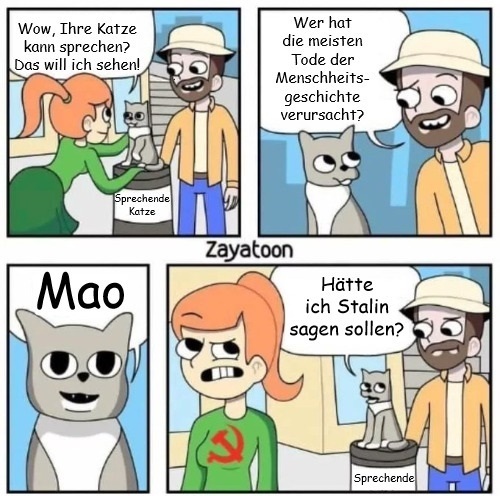 Wow, Ihre Katze
kann sprechen?
Das will ich sehen!
Sprechende
Katze
Wer hat
die meisten
Tode der
Menschheits-
geschichte
verursacht?
Zayatoon
Mao
Hätte
ich Stalin
sagen sollen?
Sprechende